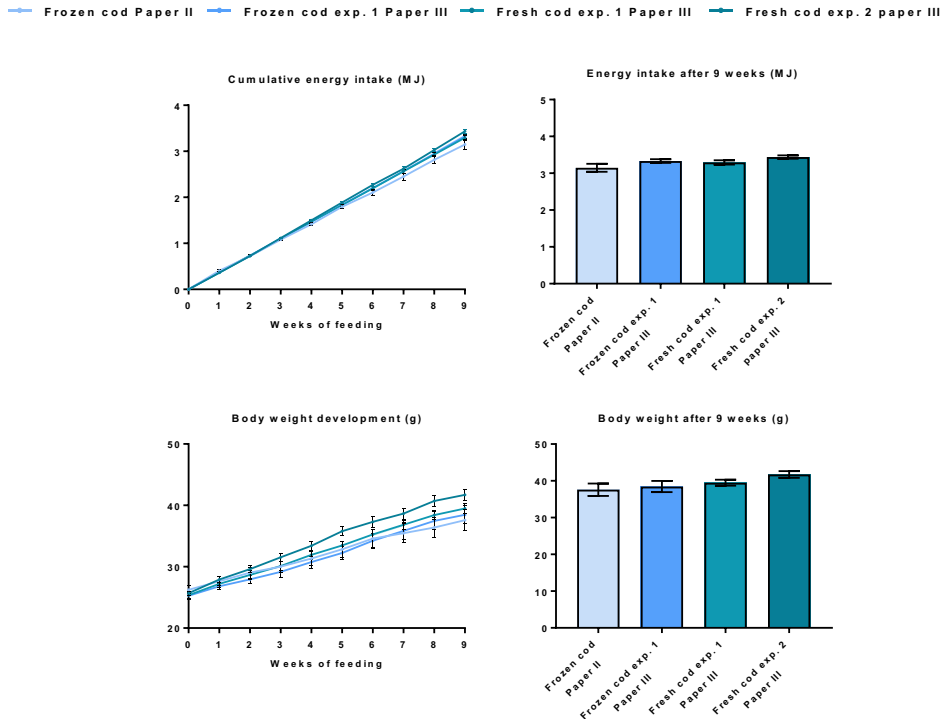 Frozen cod Paper II Frozen cod exp. 1 Paper III Fresh cod exp. 1 Paper III Fresh cod exp. 2 paper III
Cumulative energy intake (MJ)
4
3
2
1
0
0 1 2 3 4 5 6 7 8 9
Weeks of feeding
Energy intake after 9 weeks (MJ)
5
4
3
2
1
0
Frozen cod
Paper II
Frozen cod exp. 1
Paper III
Fresh cod exp. 1
Paper III
Fresh cod exp. 2
paper III
Body weight development (g)
50
40
30
20
0 1 2 3 4 5 6 7 8 9
Weeks of feeding
Body weight after 9 weeks (g)
50
40
30
20
10
0
Frozen cod
Paper II
Frozen cod exp. 1
Paper III
Fresh cod exp. 1
Paper III
Fresh cod exp. 2
Paper III